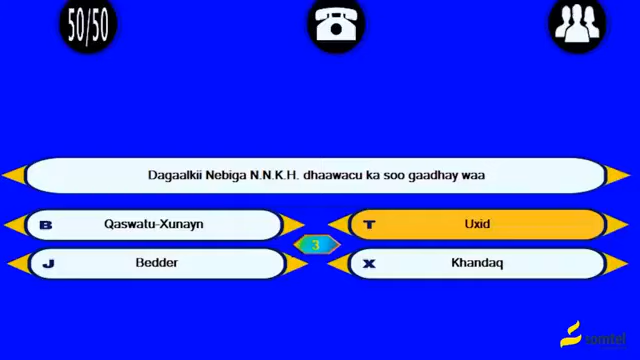 50/50
Dagaalkii Nebiga N.N.K.H. dhaawacu ka soo gaadhay waa
B Qaswatu-Xunayn
T Uxid
3
J Bedder
X Khandaq
somtel